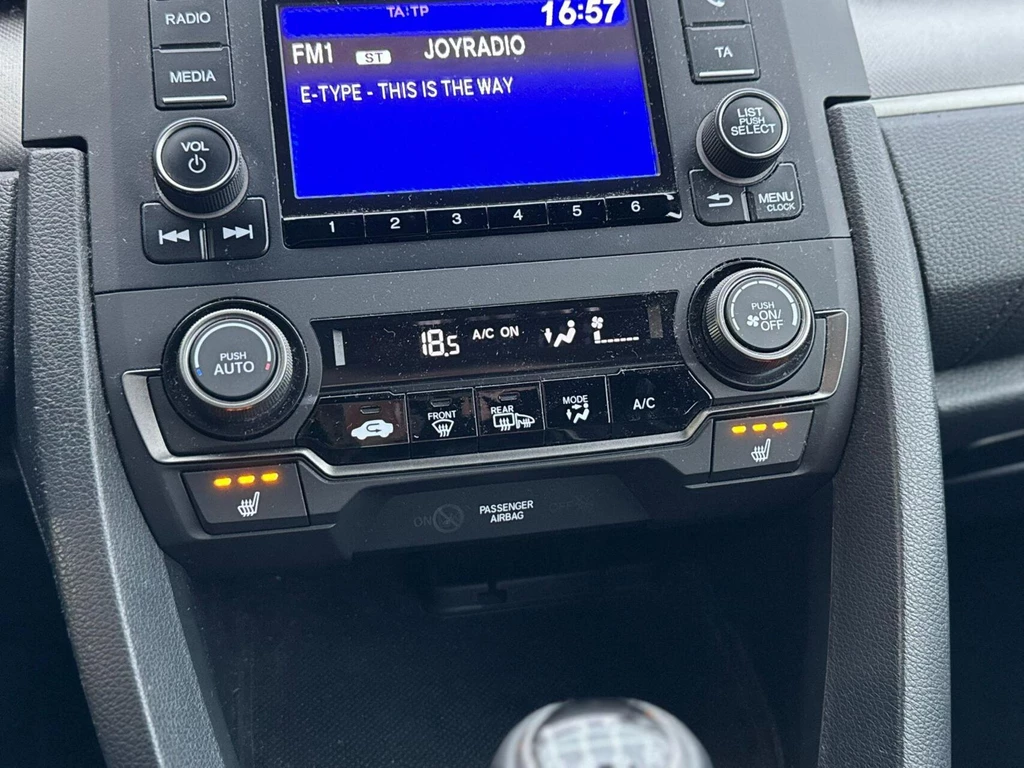 RADIO
MEDIA
VOL
TA:TP 16:57
FM1 ST JOYRADIO
E-TYPE - THIS IS THE WAY
1 2 3 4 5 6
TA
LIST
PUSH
SELECT
MENU
CLOCK
PUSH
AUTO
18.5 A/C ON
PUSH
ON/
OFF
FRONT
REAR
MODE
A/C
ON PASSENGER OFF
AIRBAG